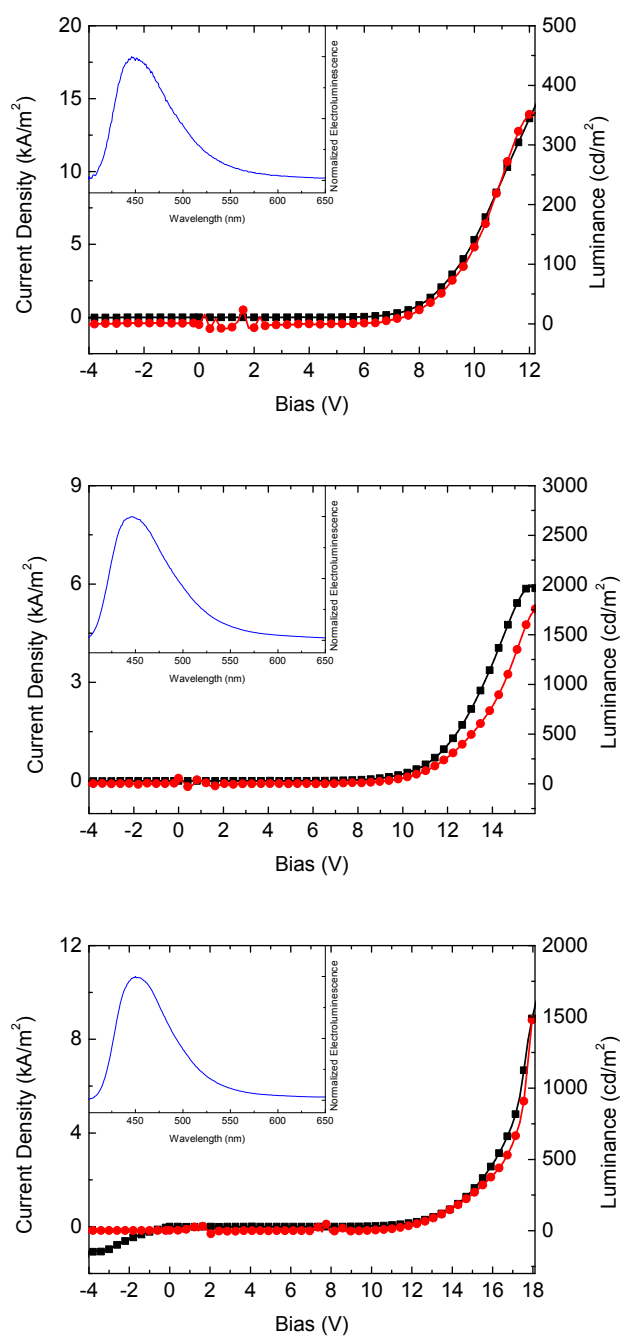 20
15
10
5
0
Current Density (kA/m²)
500
400
300
200
100
0
Luminance (cd/m²)
Normalized Electroluminescence
450 500 550 600 650
Wavelength (nm)
-4 -2 0 2 4 6 8 10 12
Bias (V)
9
6
3
0
Current Density (kA/m²)
3000
2500
2000
1500
1000
500
0
Luminance (cd/m²)
Normalized Electroluminescence
450 500 550 600 650
Wavelength (nm)
-4 -2 0 2 4 6 8 10 12 14
Bias (V)
12
8
4
0
Current Density (kA/m²)
2000
1500
1000
500
0
Luminance (cd/m²)
Normalized Electroluminescence
450 500 550 600 650
Wavelength (nm)
-4 -2 0 2 4 6 8 10 12 14 16 18
Bias (V)